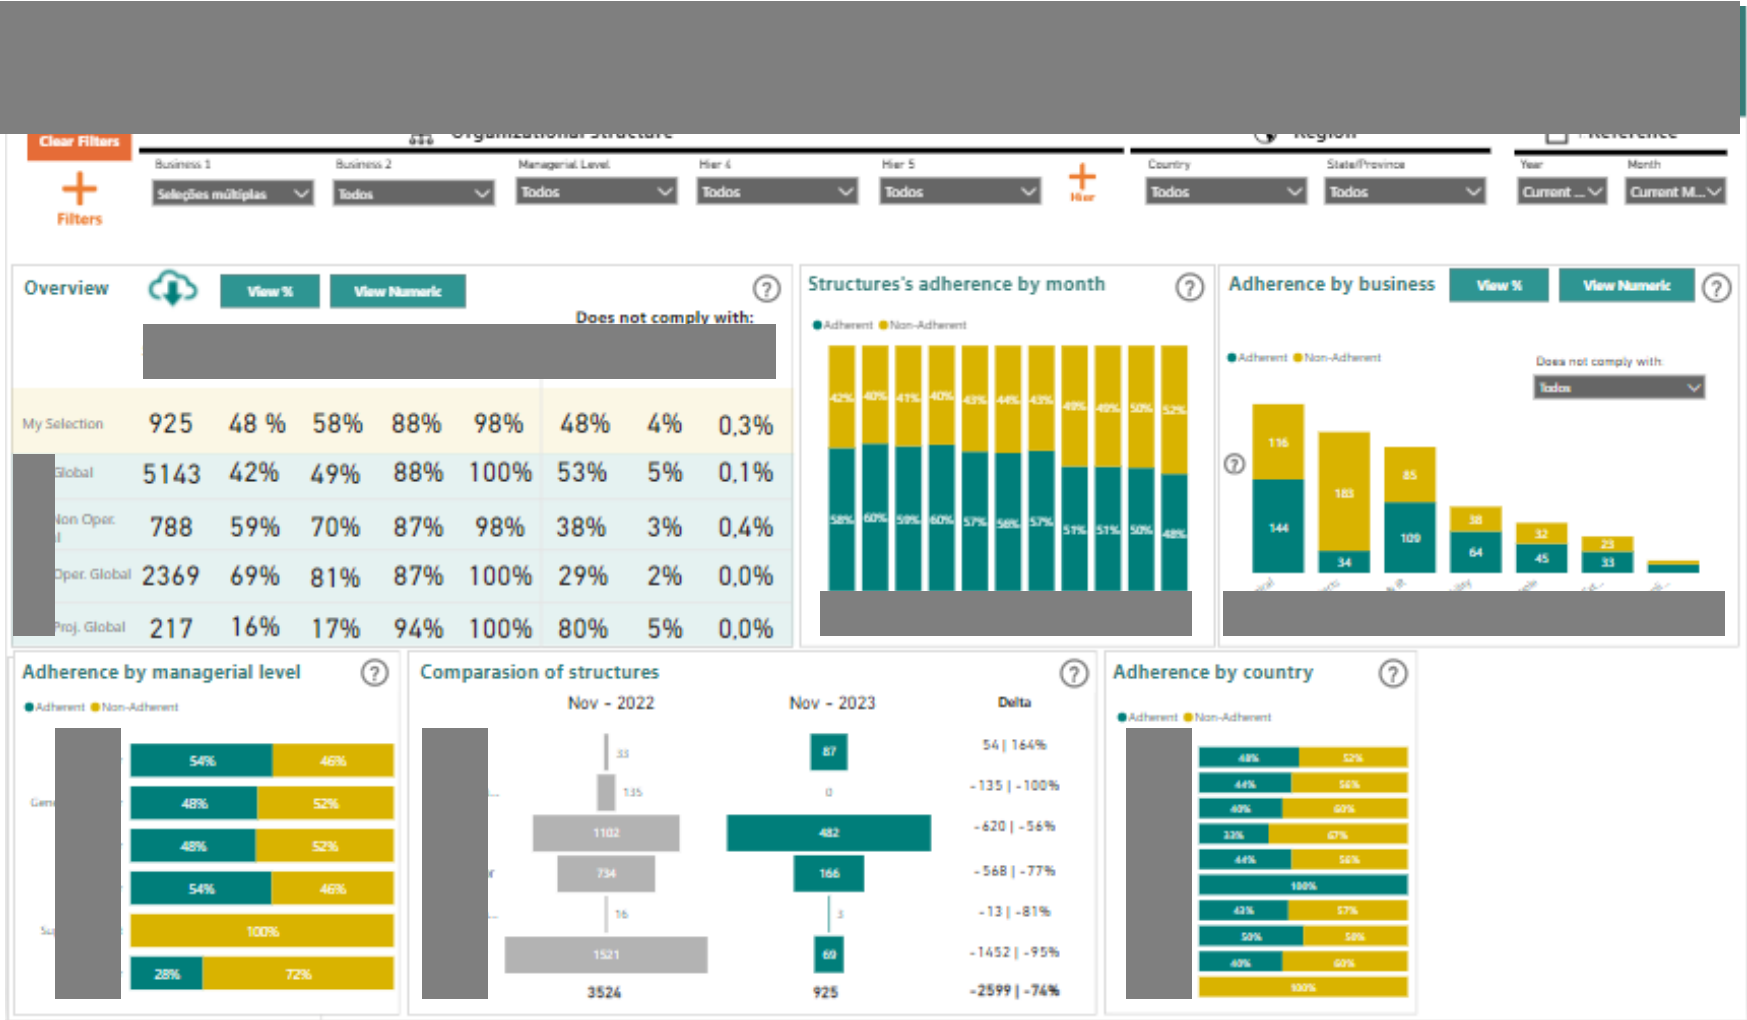 Clear Filters
Filters
Organizational Structure
Region
Reference
Business 1
Business 2
Managerial Level
Hier 4
Hier 5
Country
State/Province
Year
Month
Seleções múltiplas
Todos
Todos
Todos
Todos
Hier
Todos
Todos
Current ...
Current M...
Overview
View %
View Numeric
Does not comply with:
My Selection 925 48 % 58% 88% 98% 48% 4% 0,3%
Global 5143 42% 49% 88% 100% 53% 5% 0,1%
Non Oper. 788 59% 70% 87% 98% 38% 3% 0,4%
Oper. Global 2369 69% 81% 87% 100% 29% 2% 0,0%
Proj. Global 217 16% 17% 94% 100% 80% 5% 0,0%
Structures's adherence by month
Adherent Non-Adherent
42% 40% 41% 40% 43% 44% 43% 49% 49% 50% 52%
58% 60% 59% 60% 57% 56% 57% 51% 51% 50% 48%
Adherence by business
View %
View Numeric
Adherent Non-Adherent
Does not comply with:
Todos
116 183 85 38 32 23
144 34 109 64 45 33
Adherence by managerial level
Adherent Non-Adherent
54% 46%
48% 52%
48% 52%
54% 46%
100%
28% 72%
Comparasion of structures
Nov - 2022 Nov - 2023 Delta
33 87 54 | 164%
135 0 -135 | -100%
1102 482 -620 | -56%
734 166 -568 | -77%
16 3 -13 | -81%
1521 69 -1452 | -95%
3524 925 -2599 | -74%
Adherence by country
Adherent Non-Adherent
48% 52%
44% 56%
40% 60%
33% 67%
44% 56%
100%
43% 57%
50% 50%
40% 60%
100%